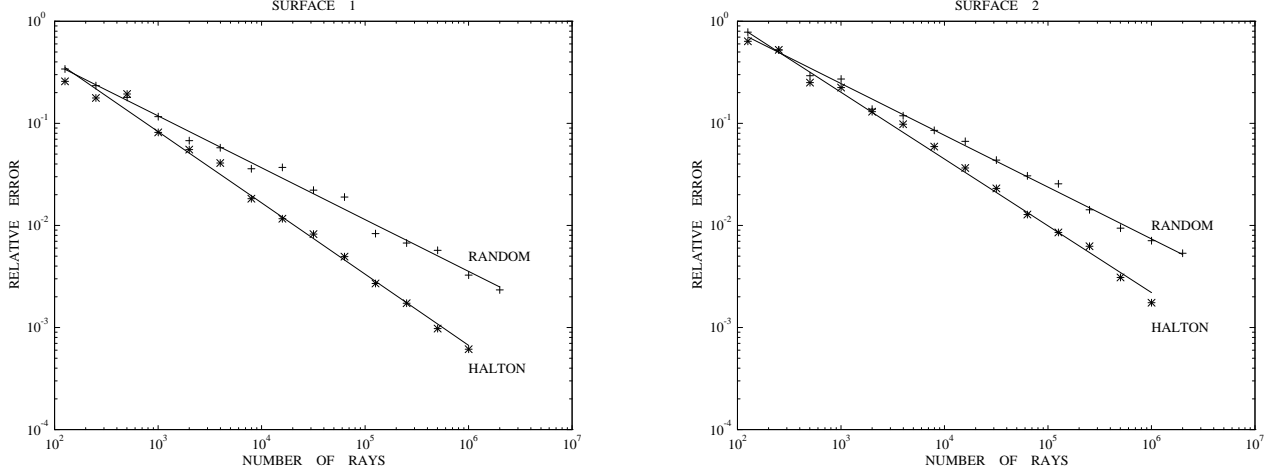 SURFACE 1
10^0
10^-1
10^-2
10^-3
10^-4
RELATIVE ERROR
RANDOM
HALTON
10^2 10^3 10^4 10^5 10^6 10^7
NUMBER OF RAYS
SURFACE 2
10^0
10^-1
10^-2
10^-3
10^-4
RELATIVE ERROR
RANDOM
HALTON
10^2 10^3 10^4 10^5 10^6 10^7
NUMBER OF RAYS